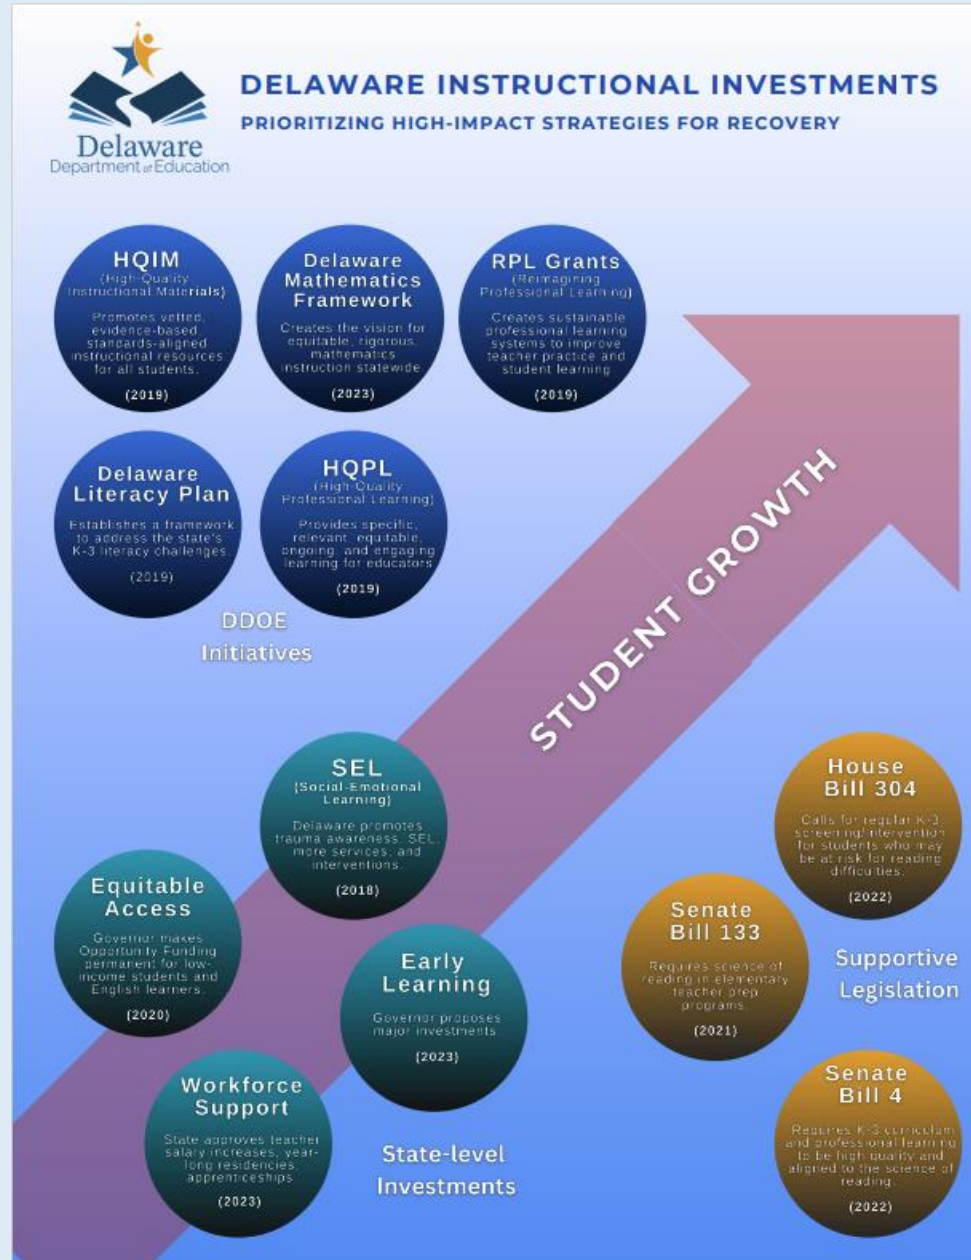 DELAWARE INSTRUCTIONAL INVESTMENTS
PRIORITIZING HIGH-IMPACT STRATEGIES FOR RECOVERY
Delaware
Department of Education
HQIM
(High-Quality
Instructional Materials)
Promotes vetted,
evidence-based
standards-aligned
instructional resources
for all students.
(2019)
Delaware
Mathematics
Framework
Creates the vision for
equitable, rigorous,
mathematics
instruction statewide
(2023)
RPL Grants
(Reimagining
Professional Learning)
Creates sustainable
professional learning
systems to improve
teacher practice and
student learning
(2019)
Delaware
Literacy Plan
Establishes a framework
to address the state's
K-3 literacy challenges.
(2019)
HQPL
(High-Quality
Professional Learning)
Provides specific,
relevant, equitable,
ongoing, and engaging
learning for educators
(2019)
DDOE
Initiatives
STUDENT GROWTH
SEL
(Social-Emotional
Learning)
Delaware promotes
trauma awareness, SEL,
more services, and
interventions.
(2018)
Equitable
Access
Governor makes
Opportunity Funding
permanent for low-
income students and
English learners.
(2020)
Early
Learning
Governor proposes
major investments
(2023)
Workforce
Support
State approves teacher
salary increases, year-
long residencies,
apprenticeships
(2023)
State-level
Investments
House
Bill 304
Calls for regular K-3
screening/intervention
for students who may
be at risk for reading
difficulties.
(2022)
Senate
Bill 133
Requires science of
reading in elementary
teacher prep
programs.
(2021)
Supportive
Legislation
Senate
Bill 4
Requires K-3 curriculum
and professional learning
to be high quality and
aligned to the science of
reading.
(2022)